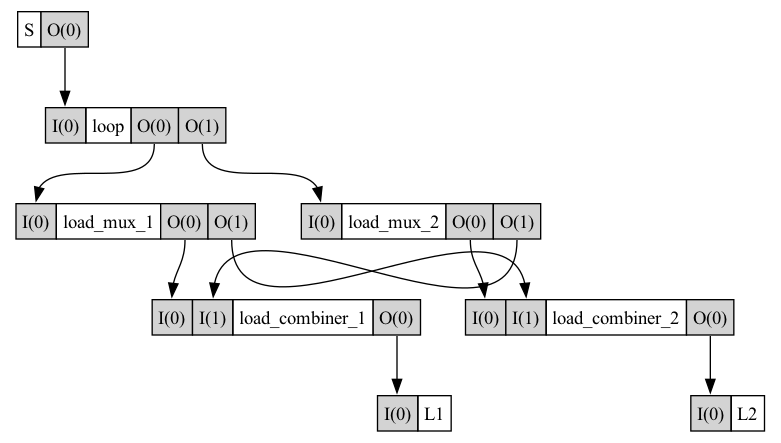 S O(0)
I(0) loop O(0) O(1)
I(0) load_mux_1 O(0) O(1) I(0) load_mux_2 O(0) O(1)
I(0) I(1) load_combiner_1 O(0) I(0) I(1) load_combiner_2 O(0)
I(0) L1 I(0) L2